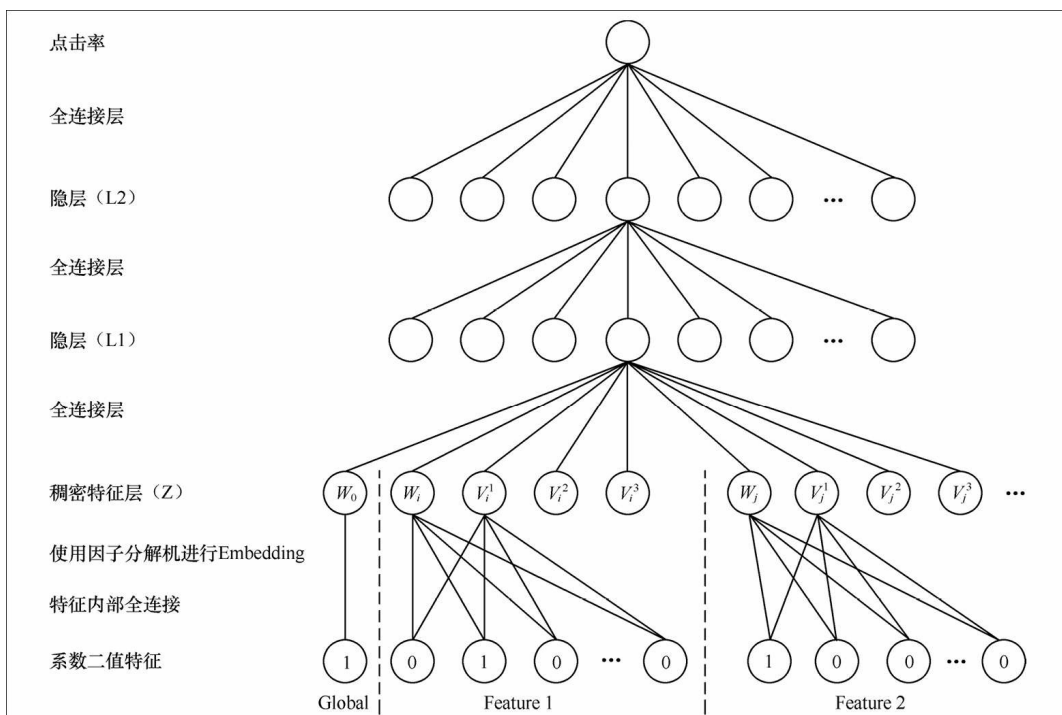 点击率
全连接层
隐层（L2）
...
全连接层
隐层（L1）
...
全连接层
稠密特征层（Z） W₀ Wᵢ Vᵢ¹ Vᵢ² Vᵢ³ Wⱼ Vⱼ¹ Vⱼ² Vⱼ³ ...
使用因子分解机进行Embedding
特征内部全连接
系数二值特征 1 0 1 0 ... 0 1 0 0 ... 0
Global Feature 1 Feature 2